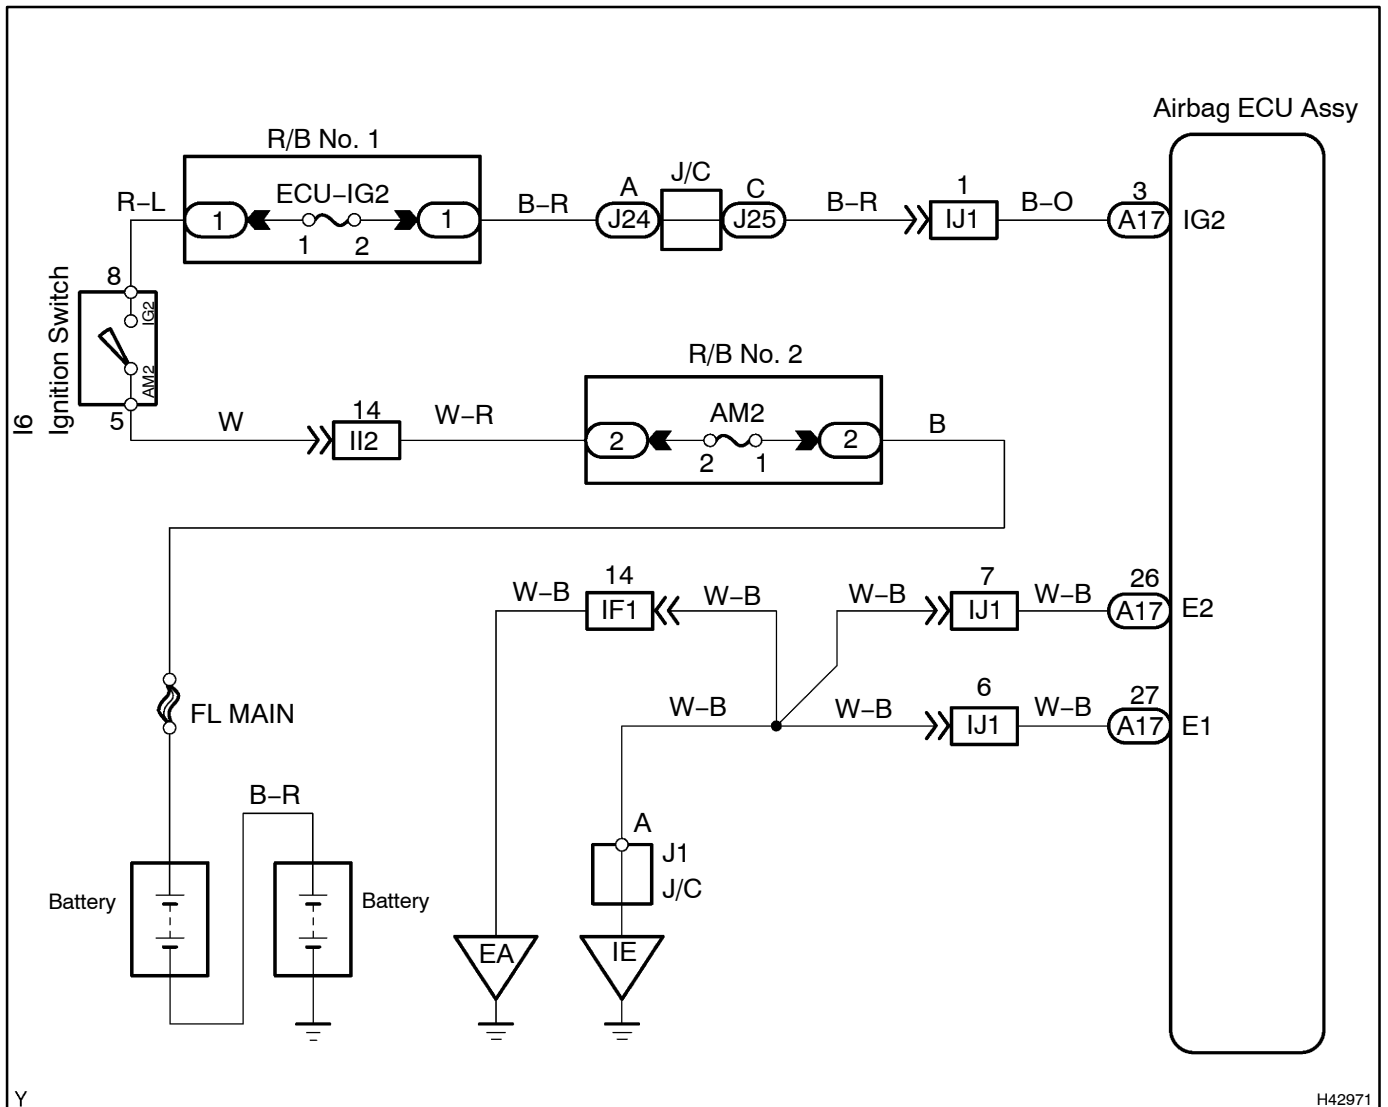 Airbag ECU Assy
R/B No. 1
ECU-IG2
R-L
1
1
1 2
B-R
A
J24
J/C
C
J25
B-R
1
IJ1
B-O
3
A17
IG2
8
IG2
AM2
5
I6
Ignition Switch
W
14
II2
W-R
R/B No. 2
AM2
2
2
2 1
B
W-B
14
IF1
W-B
W-B
7
IJ1
W-B
26
A17
E2
FL MAIN
W-B
W-B
6
IJ1
W-B
27
A17
E1
B-R
A
J1
J/C
Battery
Battery
EA
IE
Y
H42971